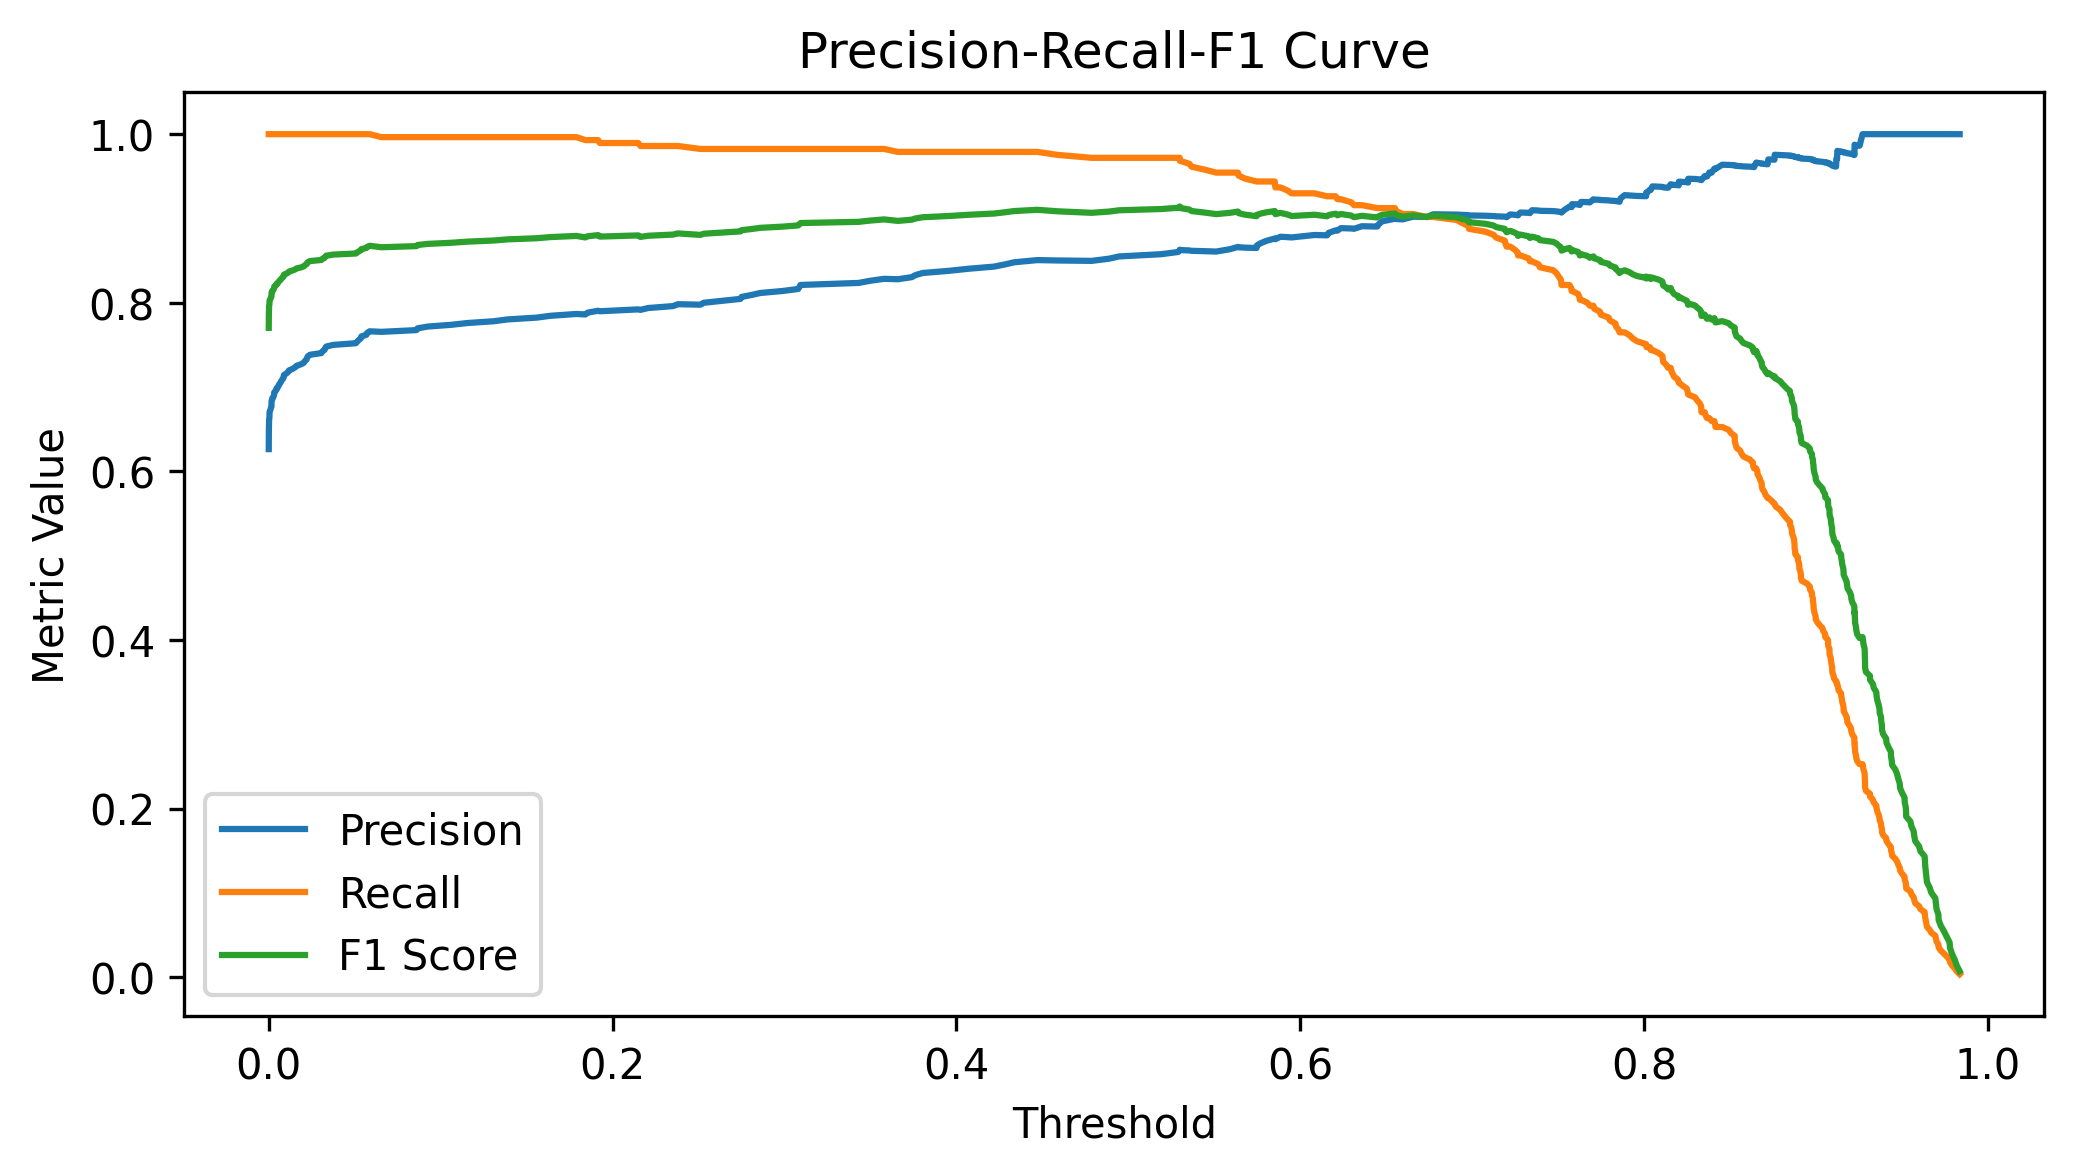 Precision-Recall-F1 Curve
Metric Value
1.0
0.8
0.6
0.4
0.2
0.0
Precision
Recall
F1 Score
0.0 0.2 0.4 0.6 0.8 1.0
Threshold